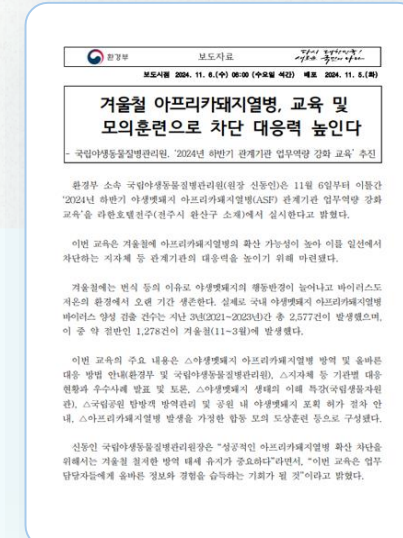 환경부
보도자료
다시 대한민국!
새로운 국민의 나라
보도시점 2024. 11. 6.(수) 06:00 (수요일 석간) 배포 2024. 11. 5.(화)
겨울철 아프리카돼지열병, 교육 및
모의훈련으로 차단 대응력 높인다
- 국립야생동물질병관리원, ‘2024년 하반기 관계기관 업무역량 강화 교육’ 추진
환경부 소속 국립야생동물질병관리원(원장 신동인)은 11월 6일부터 이틀간
‘2024년 하반기 야생멧돼지 아프리카돼지열병(ASF) 관계기관 업무역량 강화
교육’을 라한호텔전주(전주시 완산구 소재)에서 실시한다고 밝혔다.
이번 교육은 겨울철에 아프리카돼지열병의 확산 가능성이 높아 이를 일선에서
차단하는 지자체 등 관계기관의 대응력을 높이기 위해 마련됐다.
겨울철에는 번식 등의 이유로 야생멧돼지의 행동반경이 늘어나고 바이러스도
저온의 환경에서 오랜 기간 생존한다. 실제로 국내 야생멧돼지 아프리카돼지열병
바이러스 양성 검출 건수는 지난 3년(2021~2023년)간 총 2,577건이 발생했으며,
이 중 약 절반인 1,278건이 겨울철(11~3월)에 발생했다.
이번 교육의 주요 내용은 △야생멧돼지 아프리카돼지열병 방역 및 올바른
대응 방법 안내(환경부 및 국립야생동물질병관리원), △지자체 등 기관별 대응
현황과 우수사례 발표 및 토론, △야생멧돼지 생태의 이해 특강(국립생물자원
관), △국립공원 탐방객 방역관리 및 공원 내 야생멧돼지 포획 허가 절차 안
내, △아프리카돼지열병 발생을 가정한 합동 모의 도상훈련 등으로 구성됐다.
신동인 국립야생동물질병관리원장은 “성공적인 아프리카돼지열병 확산 차단을
위해서는 겨울철 철저한 방역 태세 유지가 중요하다”라면서, “이번 교육은 업무
담당자들에게 올바른 정보와 경험을 습득하는 기회가 될 것”이라고 밝혔다.